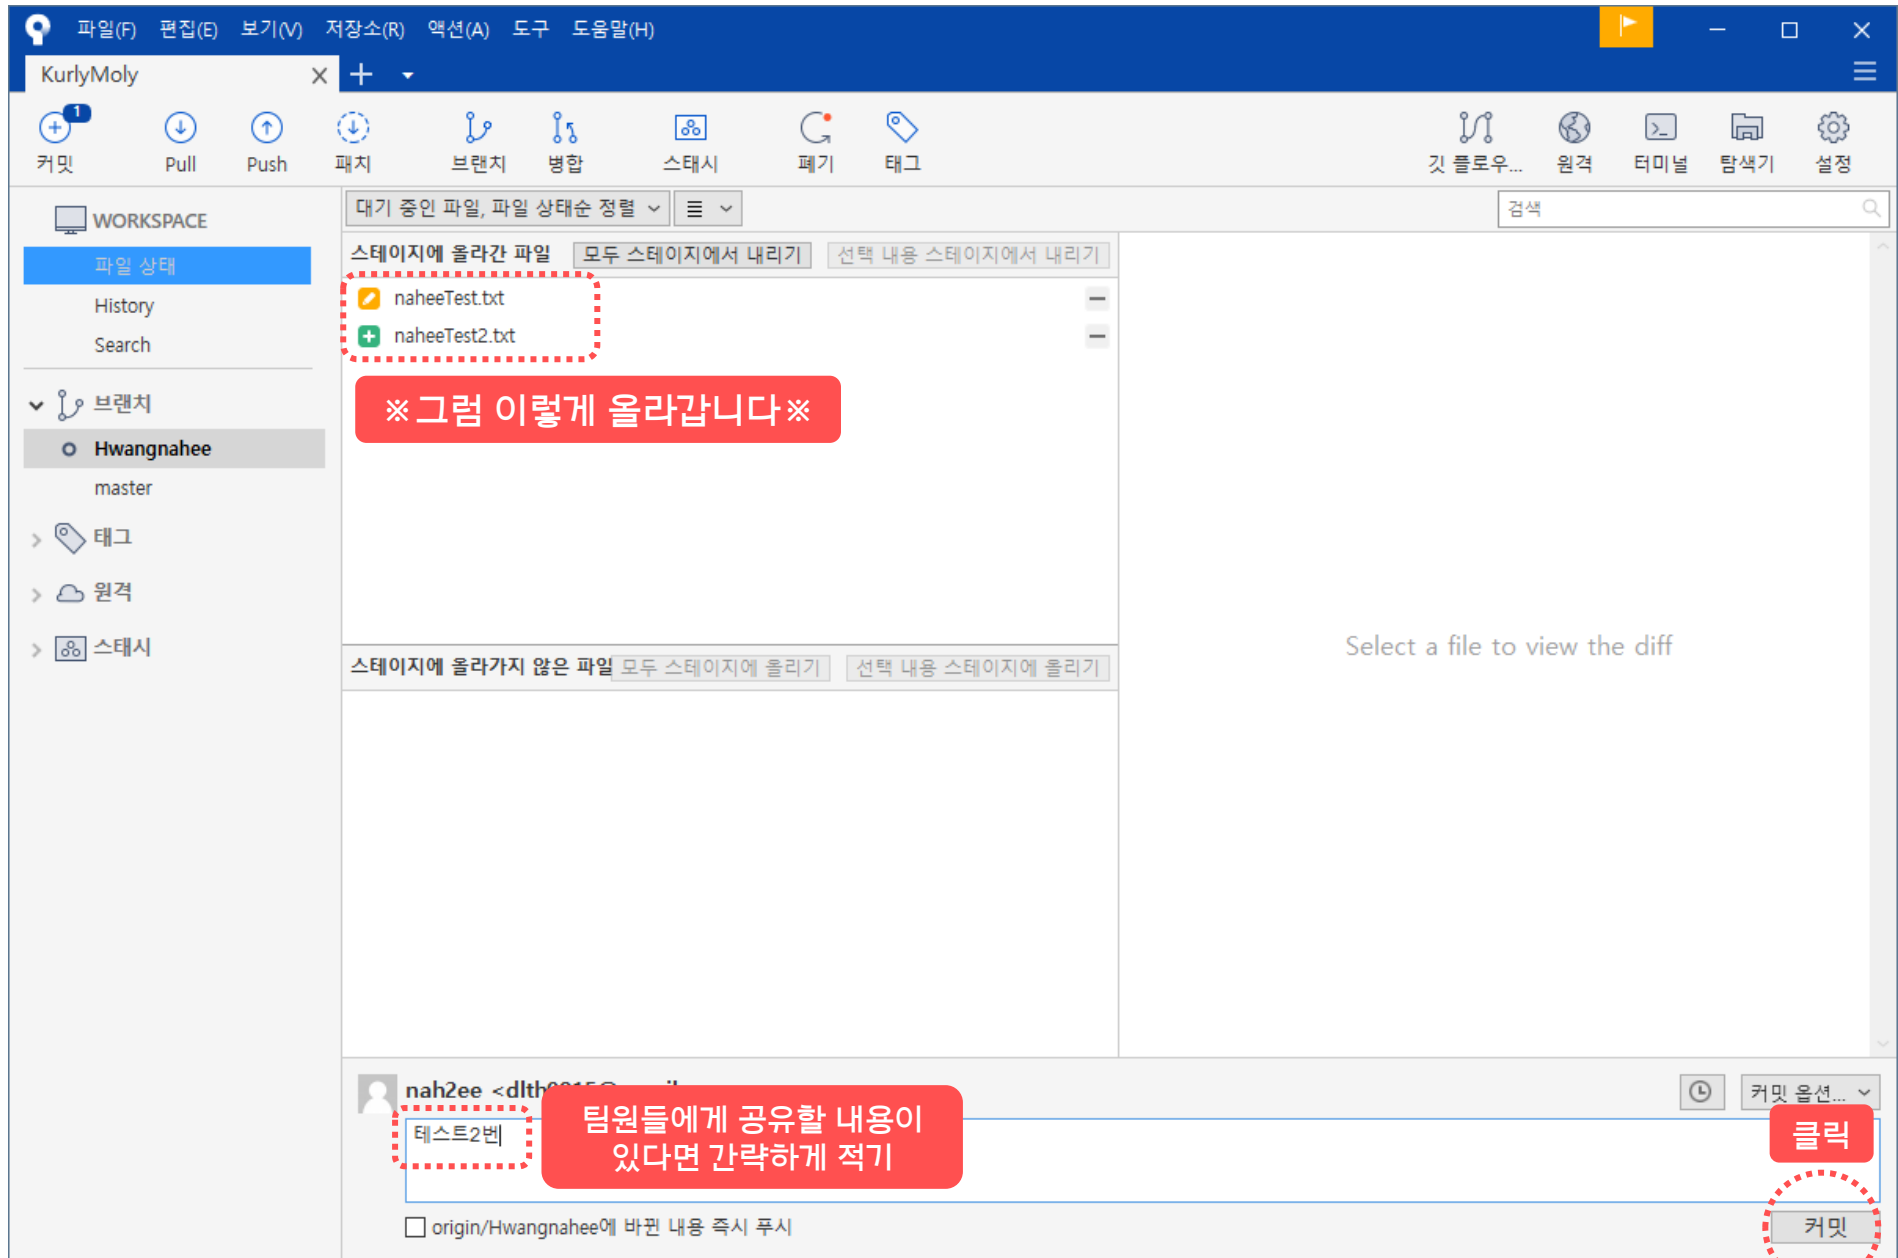 파일(F) 편집(E) 보기(V) 저장소(R) 액션(A) 도구 도움말(H)
KurlyMoly
1
커밋 Pull Push 패치 브랜치 병합 스태시 폐기 태그 깃 플로우... 원격 터미널 탐색기 설정
WORKSPACE
파일 상태
History
Search
브랜치
Hwangnahee
master
태그
원격
스태시
대기 중인 파일, 파일 상태순 정렬
검색
스테이지에 올라간 파일 모두 스테이지에서 내리기 선택 내용 스테이지에서 내리기
naheeTest.txt
naheeTest2.txt
※그럼 이렇게 올라갑니다※
스테이지에 올라가지 않은 파일 모두 스테이지에 올리기 선택 내용 스테이지에 올리기
Select a file to view the diff
nah2ee
커밋 옵션...
테스트2번
팀원들에게 공유할 내용이
있다면 간략하게 적기
클릭
origin/Hwangnahee에 바뀐 내용 즉시 푸시
커밋